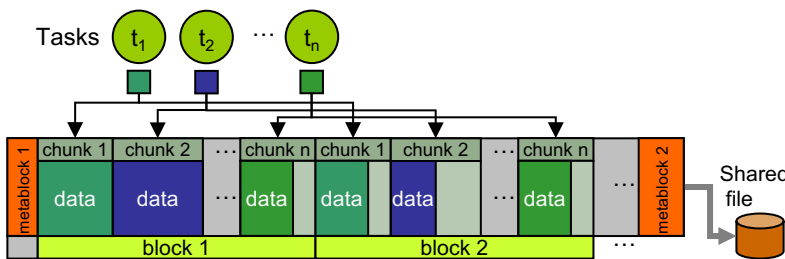 Tasks t1 t2 ... tn
metablock 1 chunk 1 chunk 2 ... chunk n chunk 1 chunk 2 ... chunk n ... metablock 2
data data ... data data data ... data
Shared
file
block 1 block 2 ...